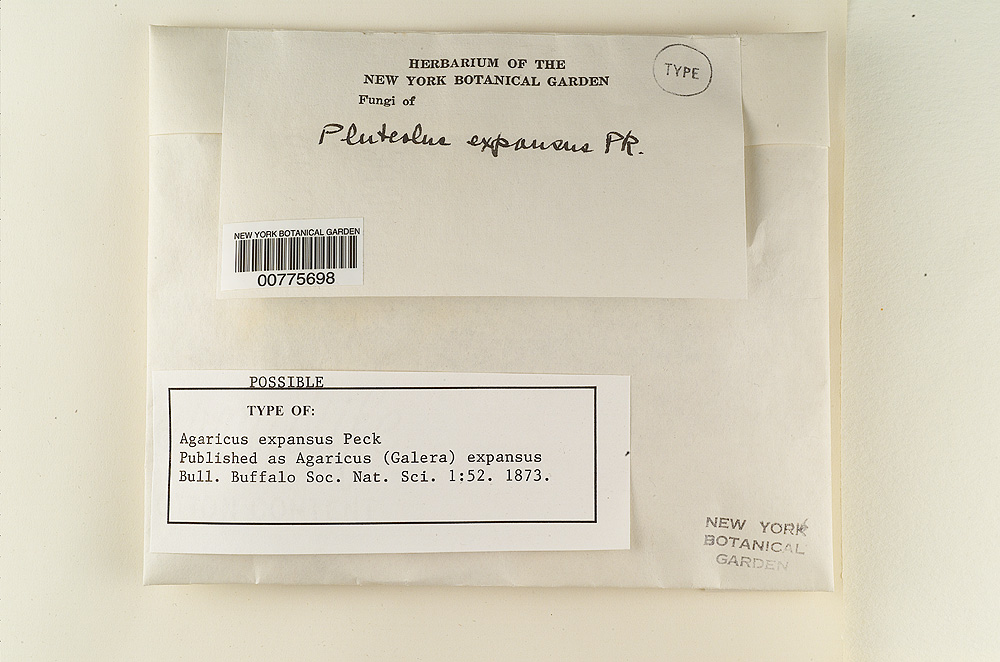 HERBARIUM OF THE
NEW YORK BOTANICAL GARDEN
TYPE
Fungi of
Pluteolus expansus PK.
NEW YORK BOTANICAL GARDEN
00775698
POSSIBLE
TYPE OF:
Agaricus expansus Peck
Published as Agaricus (Galera) expansus
Bull. Buffalo Soc. Nat. Sci. 1:52. 1873.
NEW YORK
BOTANICAL
GARDEN